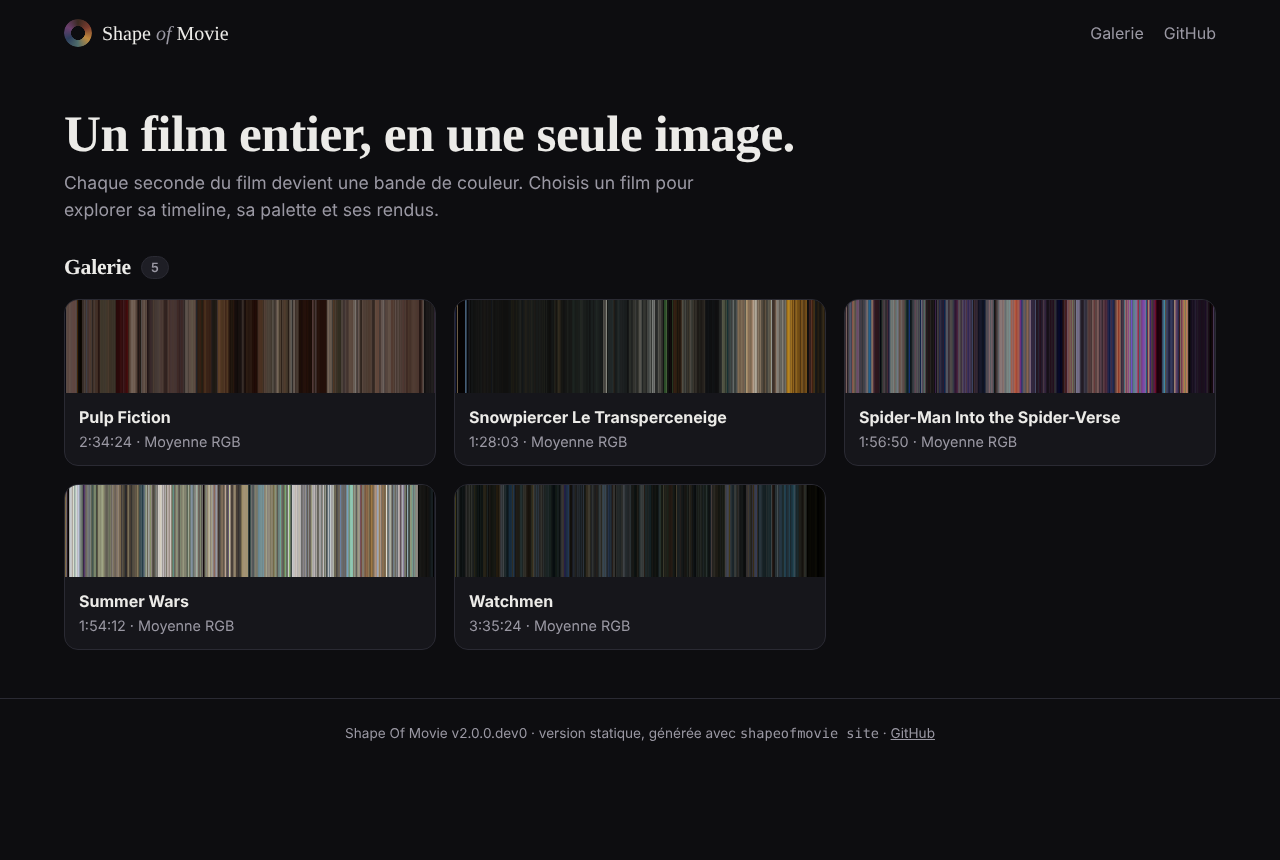 Shape of Movie
Galerie
GitHub
Un film entier, en une seule image.
Chaque seconde du film devient une bande de couleur. Choisis un film pour
explorer sa timeline, sa palette et ses rendus.
Galerie 5
Pulp Fiction
2:34:24 · Moyenne RGB
Snowpiercer Le Transperceneige
1:28:03 · Moyenne RGB
Spider-Man Into the Spider-Verse
1:56:50 · Moyenne RGB
Summer Wars
1:54:12 · Moyenne RGB
Watchmen
3:35:24 · Moyenne RGB
Shape Of Movie v2.0.0.dev0 · version statique, générée avec shapeofmovie site · GitHub